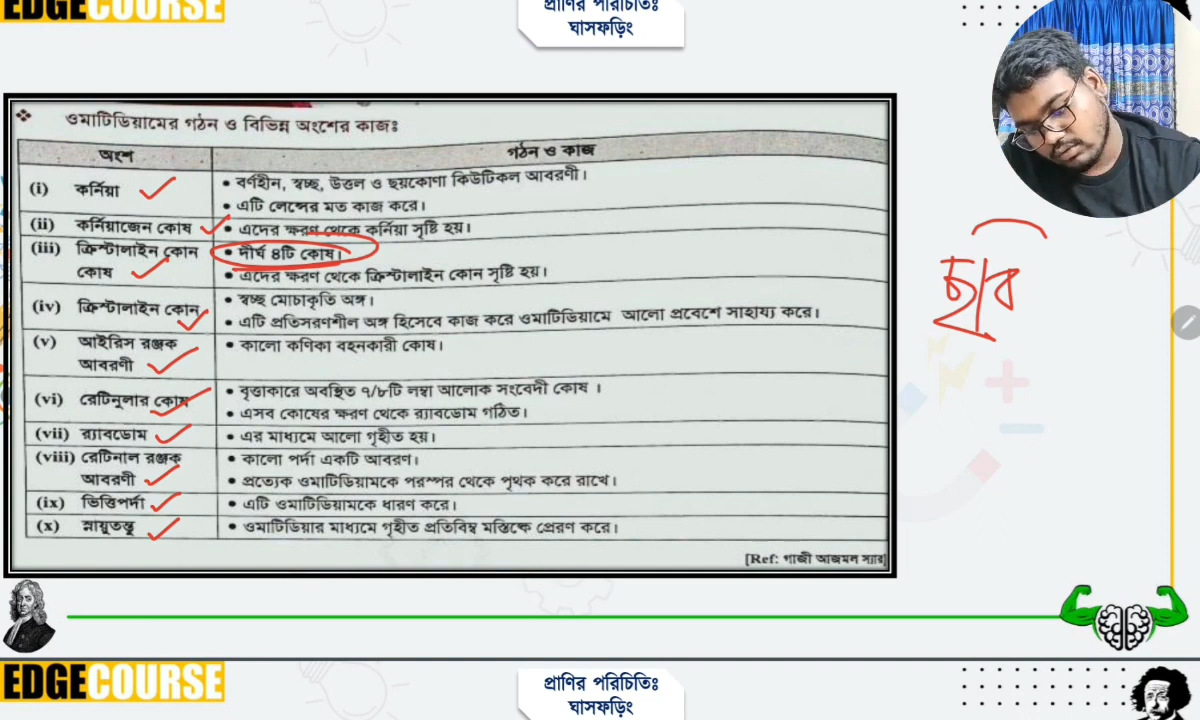 EDGECOURSE
প্রাণির পরিচিতিঃ
ঘাসফড়িং
❖ ওমাটিডিয়ামের গঠন ও বিভিন্ন অংশের কাজঃ
অংশ গঠন ও কাজ
(i) কর্নিয়া • বর্ণহীন, স্বচ্ছ, উত্তল ও ছয়কোণা কিউটিকল আবরণী।
• এটি লেন্সের মত কাজ করে।
(ii) কর্নিয়াজেন কোষ • এদের ক্ষরণ থেকে কর্নিয়া সৃষ্টি হয়।
(iii) ক্রিস্টালাইন কোন কোষ • দীর্ঘ ৪টি কোষ।
• এদের ক্ষরণ থেকে ক্রিস্টালাইন কোন সৃষ্টি হয়।
(iv) ক্রিস্টালাইন কোন • স্বচ্ছ মোচাকৃতি অঙ্গ।
• এটি প্রতিসরণশীল অঙ্গ হিসেবে কাজ করে ওমাটিডিয়ামে আলো প্রবেশে সাহায্য করে।
(v) আইরিস রঞ্জক আবরণী • কালো কণিকা বহনকারী কোষ।
(vi) রেটিনুলার কোষ • বৃত্তাকারে অবস্থিত ৭/৮টি লম্বা আলোক সংবেদী কোষ ।
• এসব কোষের ক্ষরণ থেকে র‍্যাবডোম গঠিত।
(vii) র‍্যাবডোম • এর মাধ্যমে আলো গৃহীত হয়।
(viii) রেটিনাল রঞ্জক আবরণী • কালো পর্দা একটি আবরণ।
• প্রত্যেক ওমাটিডিয়ামকে পরস্পর থেকে পৃথক করে রাখে।
(ix) ভিত্তিপর্দা • এটি ওমাটিডিয়ামকে ধারণ করে।
(x) স্নায়ুতন্তু • ওমাটিডিয়ার মাধ্যমে গৃহীত প্রতিবিম্ব মস্তিষ্কে প্রেরণ করে।
[Ref: গাজী আজমল স্যার]
ছবি
EDGECOURSE
প্রাণির পরিচিতিঃ
ঘাসফড়িং